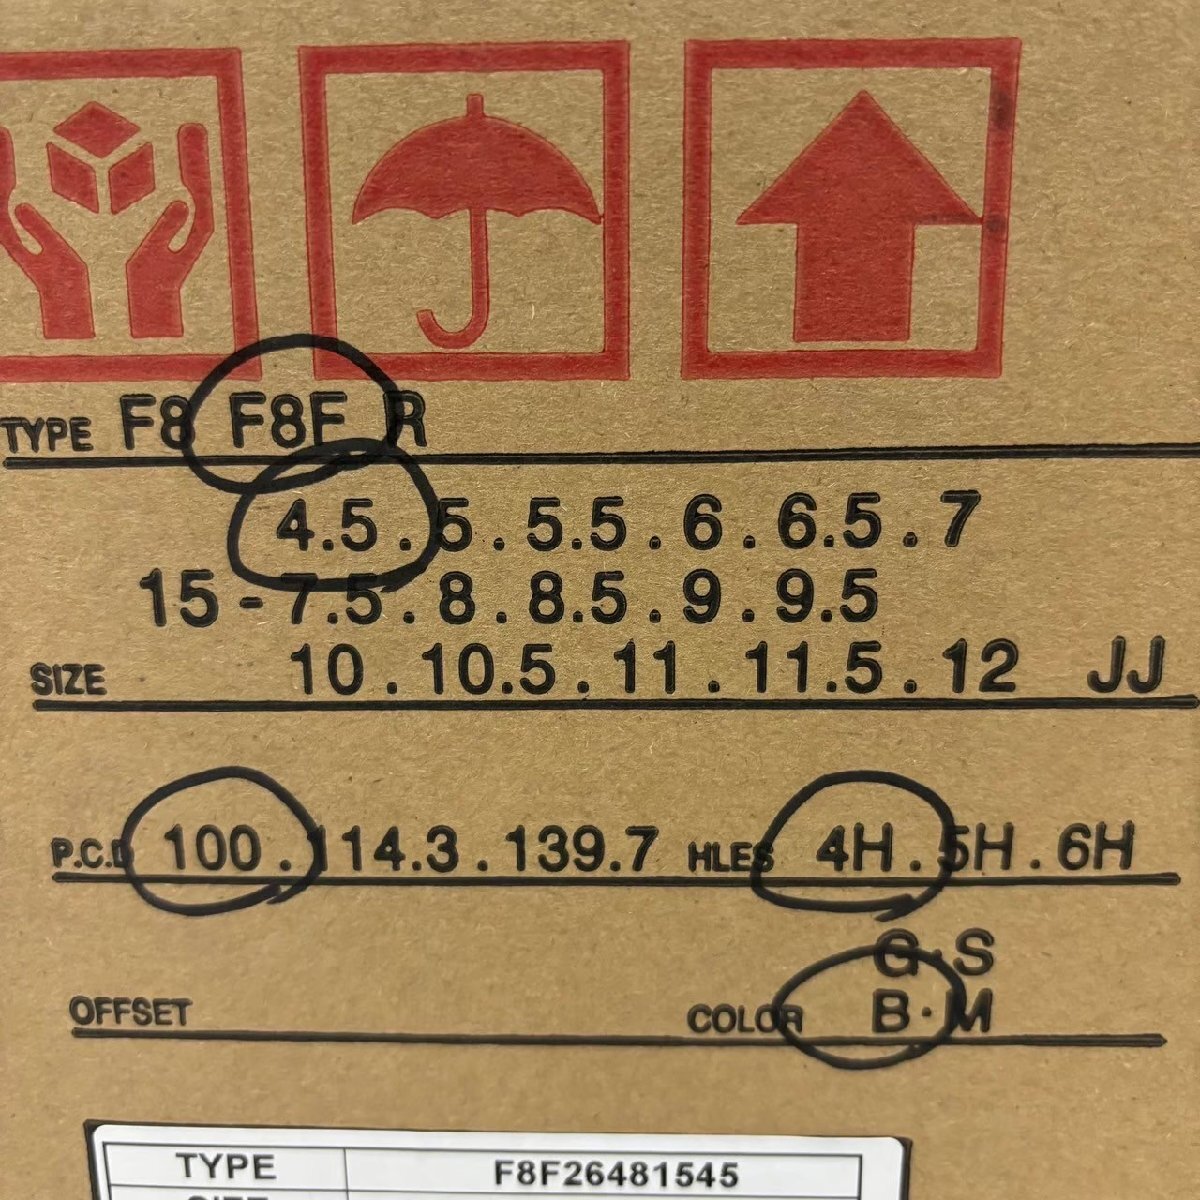 TYPE F8 F8F R
4.5 . 5 . 5.5 . 6 . 6.5 . 7
15 - 7.5 . 8 . 8.5 . 9 . 9.5
SIZE 10 . 10.5 . 11 . 11.5 . 12 JJ
P.C.D 100 . 114.3 . 139.7 HLES 4H . 5H . 6H
G · S
OFFSET COLOR B · M
TYPE F8F26481545
SIZE